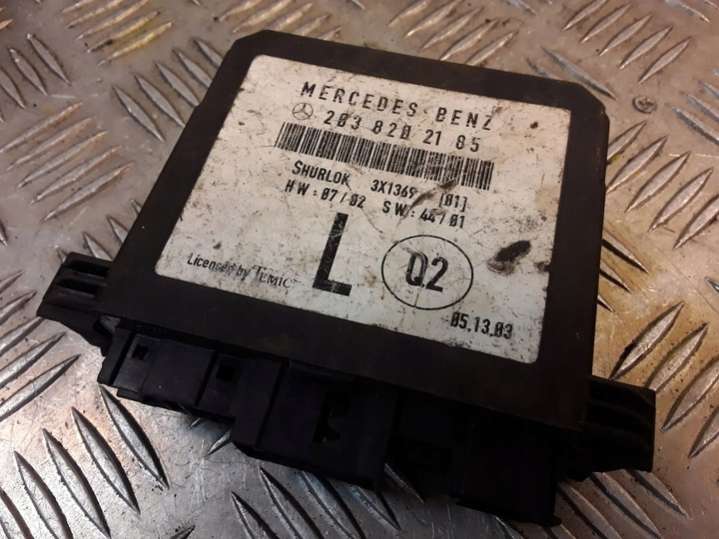 MERCEDES-BENZ
203 820 21 85
SHURLOK 3X1369 [01]
HW:07/02 SW:44/01
L
Q2
Licenced by TEMIC
05.13.03